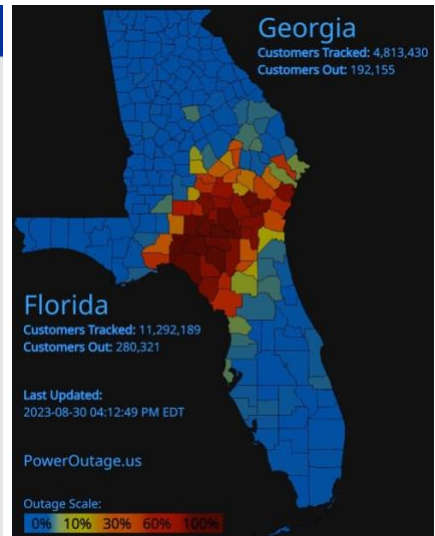 Georgia
Customers Tracked: 4,813,430
Customers Out: 192,155
Florida
Customers Tracked: 11,292,189
Customers Out: 280,321
Last Updated:
2023-08-30 04:12:49 PM EDT
PowerOutage.us
Outage Scale:
0% 10% 30% 60% 100%